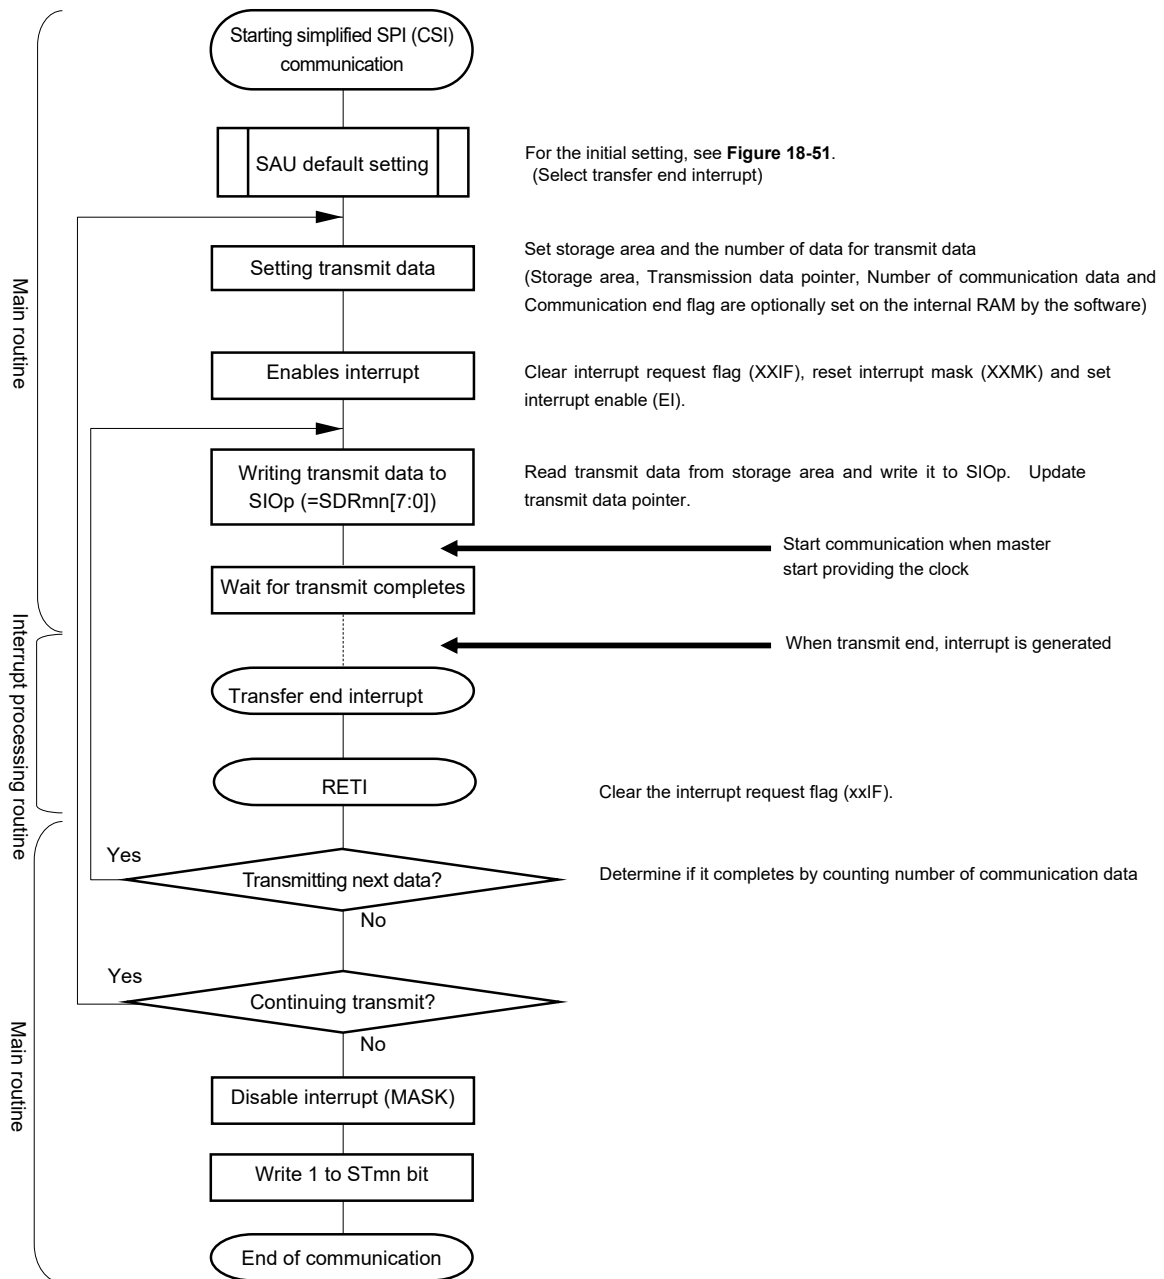 Starting simplified SPI (CSI)
communication
SAU default setting
For the initial setting, see Figure 18-51.
(Select transfer end interrupt)
Main routine
Setting transmit data
Set storage area and the number of data for transmit data
(Storage area, Transmission data pointer, Number of communication data and
Communication end flag are optionally set on the internal RAM by the software)
Enables interrupt
Clear interrupt request flag (XXIF), reset interrupt mask (XXMK) and set
interrupt enable (EI).
Writing transmit data to
SIOp (=SDRmn[7:0])
Read transmit data from storage area and write it to SIOp. Update
transmit data pointer.
Start communication when master
start providing the clock
Wait for transmit completes
When transmit end, interrupt is generated
Interrupt processing routine
Transfer end interrupt
RETI
Clear the interrupt request flag (xxIF).
Yes
Transmitting next data?
Determine if it completes by counting number of communication data
No
Yes
Continuing transmit?
No
Main routine
Disable interrupt (MASK)
Write 1 to STmn bit
End of communication